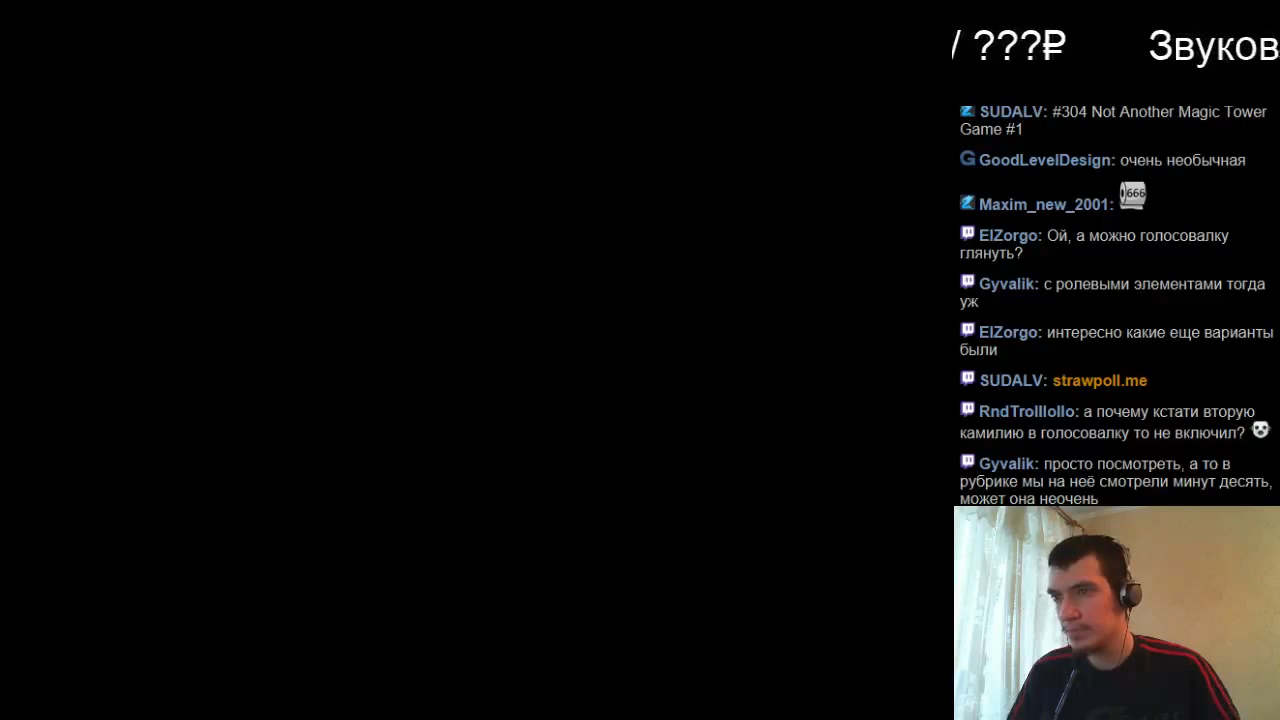 / ???₽ Звуков
SUDALV: #304 Not Another Magic Tower
Game #1
GoodLevelDesign: очень необычная
Maxim_new_2001: 666
ElZorgo: Ой, а можно голосовалку
глянуть?
Gyvalik: с ролевыми элементами тогда
уж
ElZorgo: интересно какие еще варианты
были
SUDALV: strawpoll.me
RndTrolllollo: а почему кстати вторую
камилию в голосовалку то не включил?
Gyvalik: просто посмотреть, а то в
рубрике мы на неё смотрели минут десять,
может она неочень